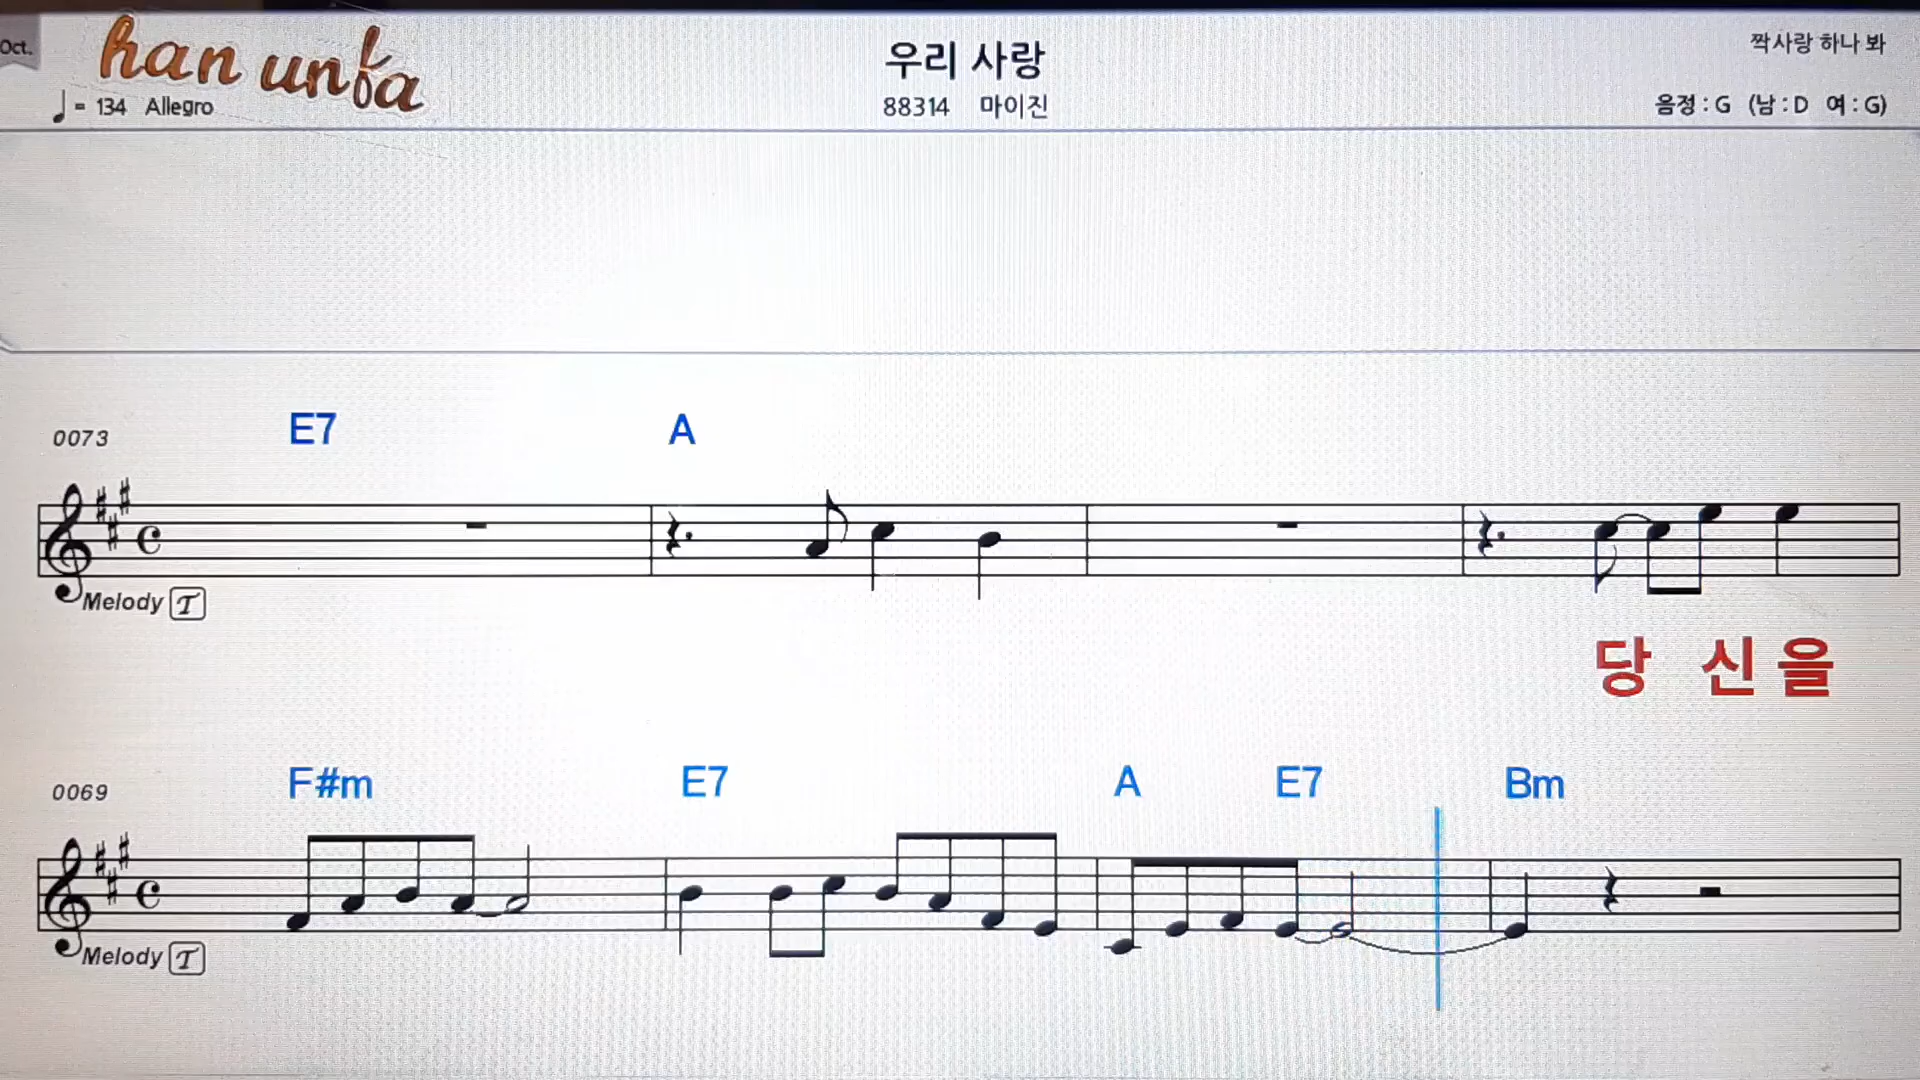 Oct.
han unfa
우리 사랑
짝사랑 하나 봐
♩ = 134 Allegro
88314 마이진
음정 : G (남 : D 여 : G)
0073 E7 A
Melody T
당 신 을
0069 F#m E7 A E7 Bm
Melody T